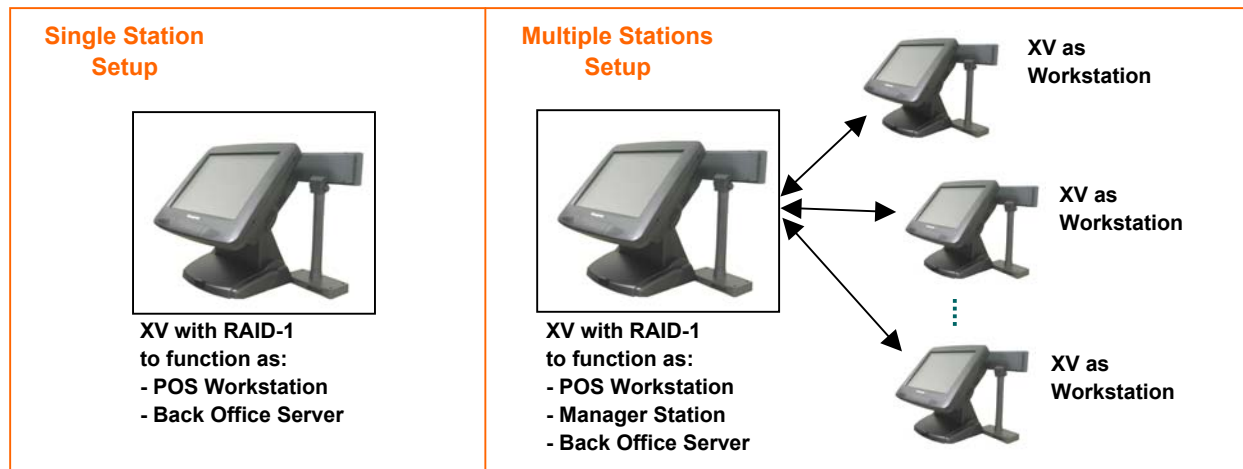 Single Station
Setup
XV with RAID-1
to function as:
- POS Workstation
- Back Office Server
Multiple Stations
Setup
XV with RAID-1
to function as:
- POS Workstation
- Manager Station
- Back Office Server
XV as
Workstation
XV as
Workstation
XV as
Workstation